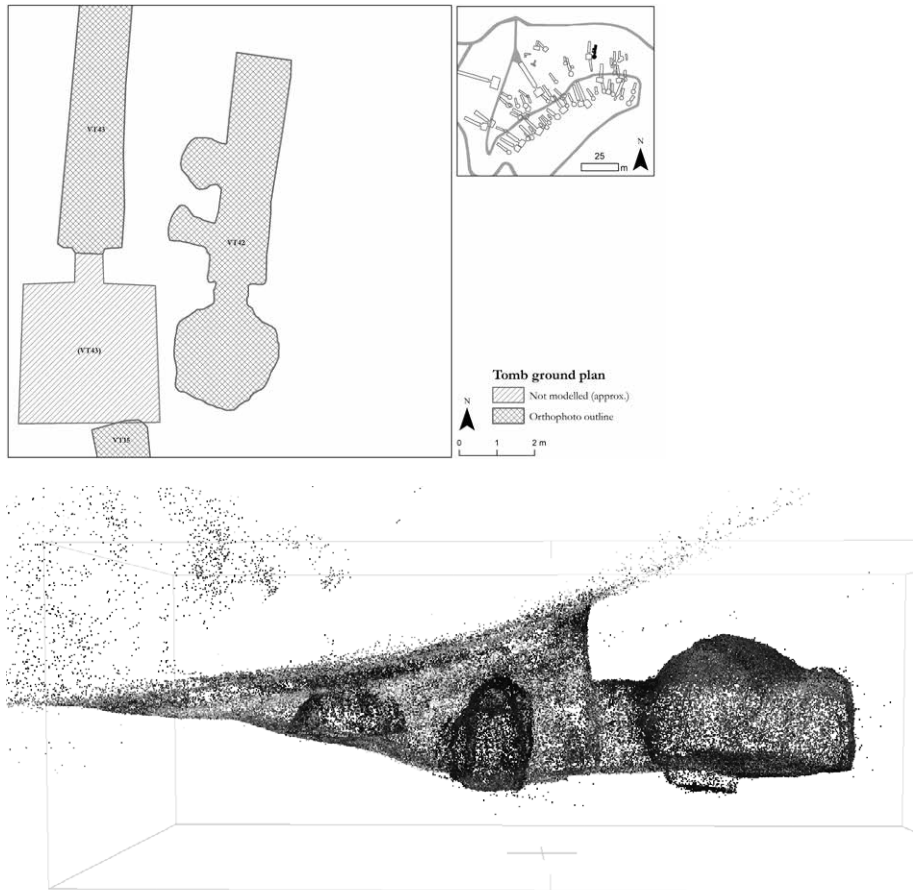 VT43
VT42
(VT43)
VT15
N
25
m
Tomb ground plan
Not modelled (approx.)
Orthophoto outline
N
0 1 2 m